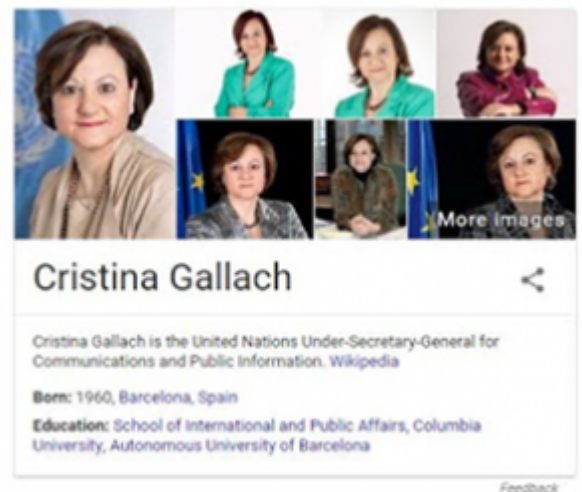 More images
Cristina Gallach
Cristina Gallach is the United Nations Under-Secretary-General for
Communications and Public Information. Wikipedia
Born: 1960, Barcelona, Spain
Education: School of International and Public Affairs, Columbia
University, Autonomous University of Barcelona
Feedback